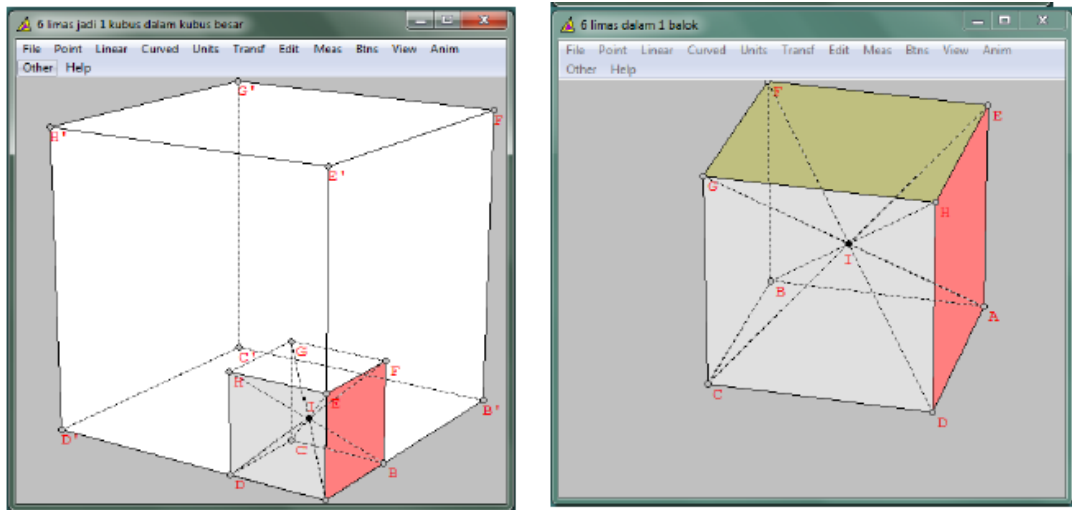 6 limas jadi 1 kubus dalam kubus besar
File Point Linear Curved Units Transf Edit Meas Btns View Anim
Other Help
G'
F
H'
E'
G
C'
F
H
E
I
B'
D'
C
B
D
6 limas dalam 1 balok
File Point Linear Curved Units Transf Edit Meas Btns View Anim
Other Help
F
E
G
H
I
B
A
C
D